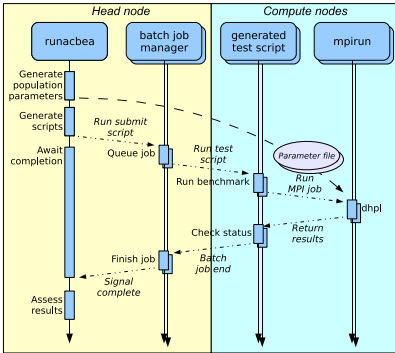 Head node
Compute nodes
runacbea
batch job
manager
generated
test script
mpirun
Generate
population
parameters
Generate
scripts
Run submit
script
Await
completion
Queue job
Run test
script
Parameter file
Run benchmark
Run
MPI job
dhpl
Check status
Return
results
Finish job
Batch
job end
Signal
complete
Assess
results